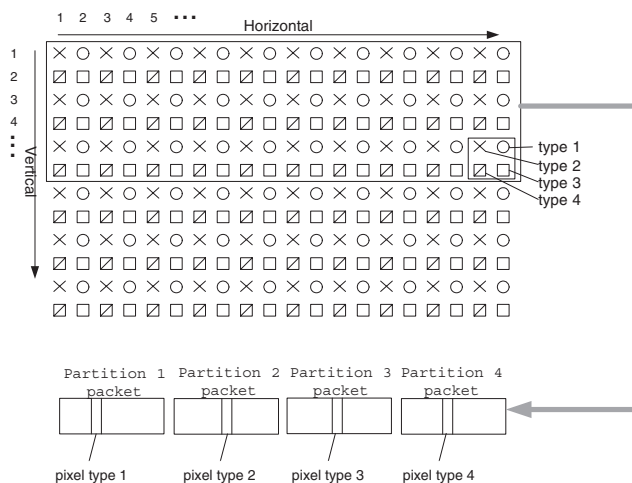 1 2 3 4 5 ...
Horizontal
1
2
3
4
...
Vertical
type 1
type 2
type 3
type 4
Partition 1 packet
Partition 2 packet
Partition 3 packet
Partition 4 packet
pixel type 1
pixel type 2
pixel type 3
pixel type 4